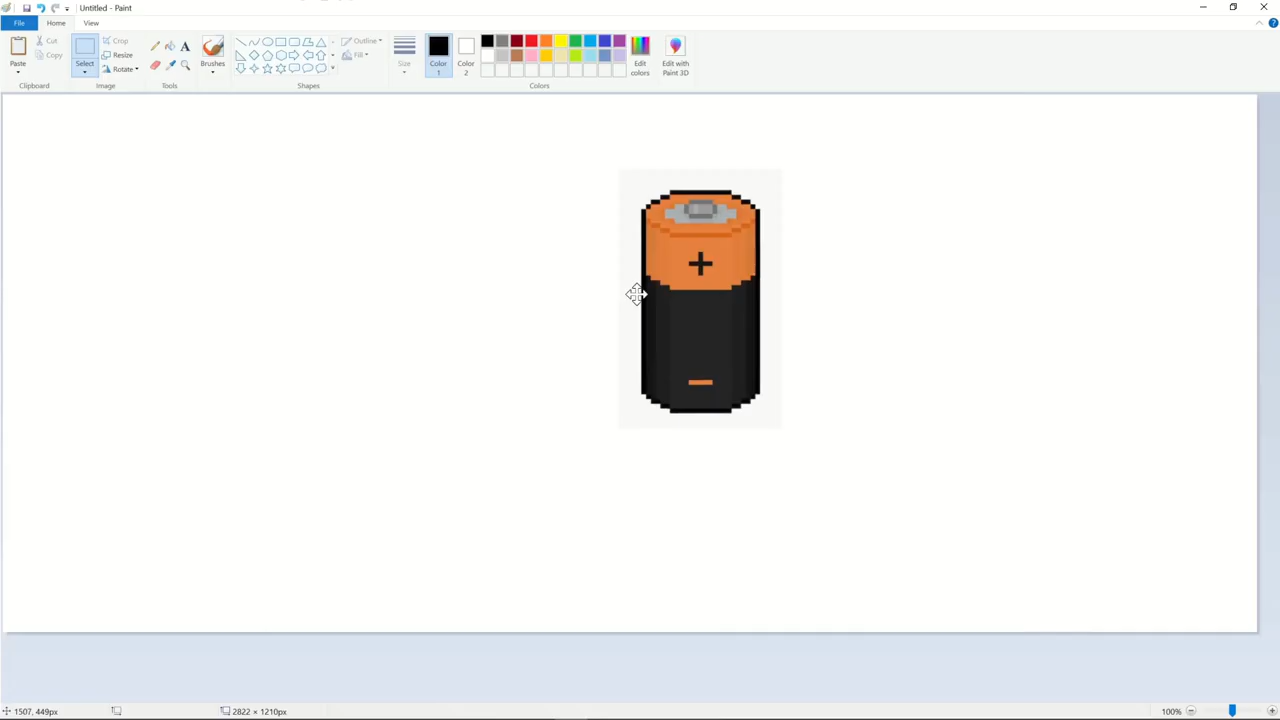 Untitled - Paint
File
Home
View
Paste
Cut
Copy
Clipboard
Select
Crop
Resize
Rotate
Image
A
Tools
Brushes
Outline
Fill
Shapes
Size
Color
1
Color
2
Edit
colors
Edit with
Paint 3D
Colors
+
1507, 449px
2822 × 1210px
100%